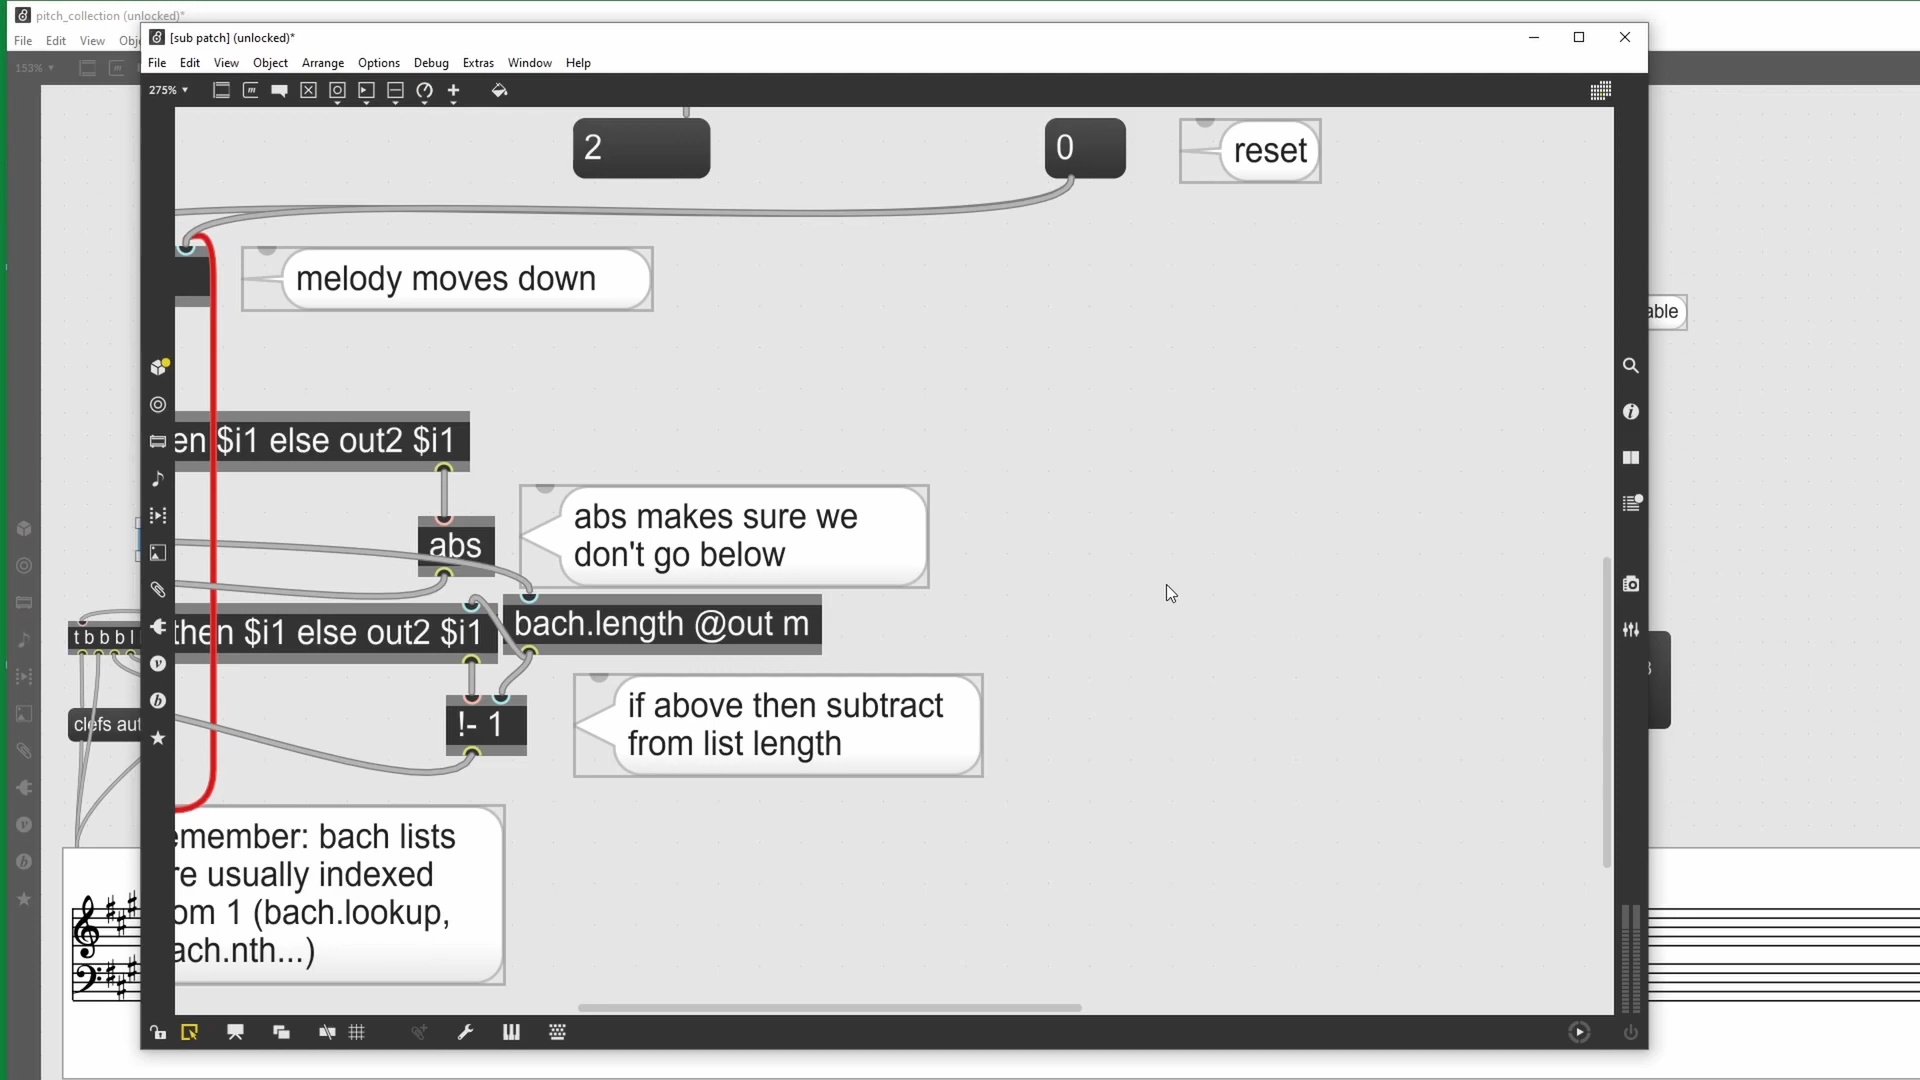 pitch_collection (unlocked)*
File Edit View Obj
153%
[sub patch] (unlocked)*
File Edit View Object Arrange Options Debug Extras Window Help
275%
2
0
reset
melody moves down
able
en $i1 else out2 $i1
abs makes sure we
don't go below
abs
bach.length @out m
then $i1 else out2 $i1
t b b b l
if above then subtract
from list length
!- 1
clefs aut
emember: bach lists
re usually indexed
om 1 (bach.lookup,
ach.nth...)